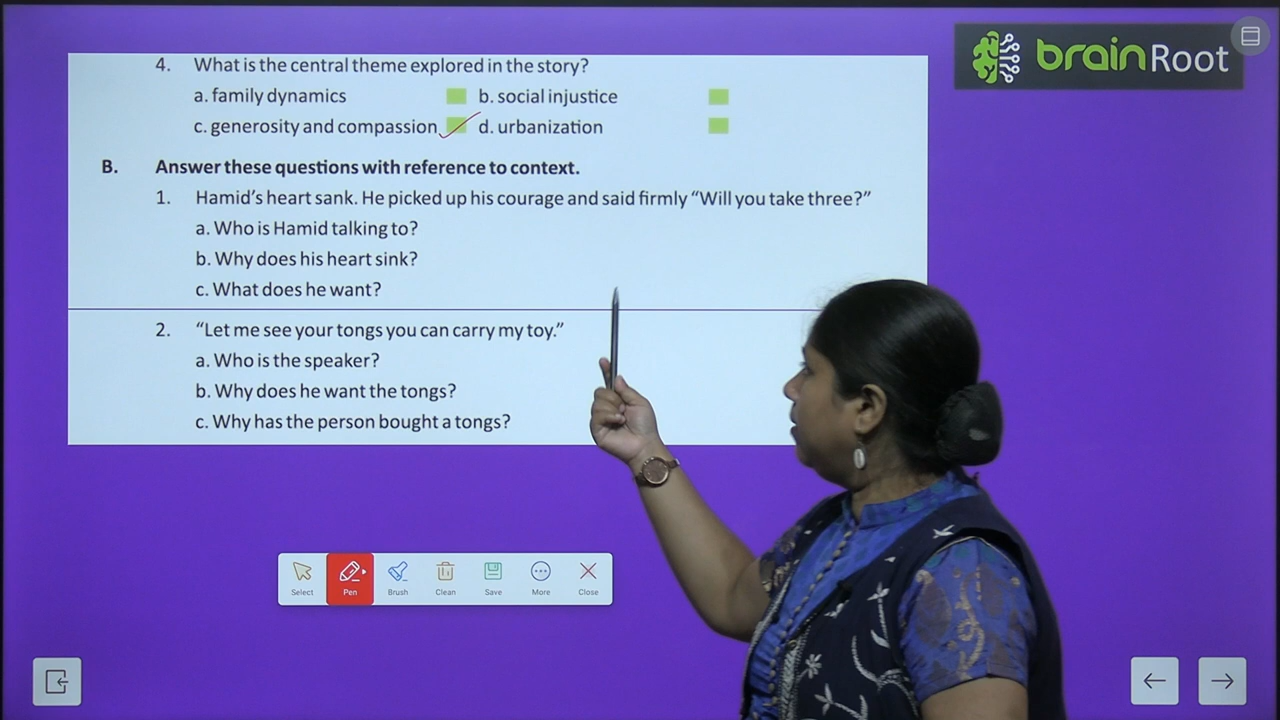 brainRoot
4. What is the central theme explored in the story?
a. family dynamics b. social injustice
c. generosity and compassion d. urbanization
B. Answer these questions with reference to context.
1. Hamid's heart sank. He picked up his courage and said firmly “Will you take three?”
a. Who is Hamid talking to?
b. Why does his heart sink?
c. What does he want?
2. “Let me see your tongs you can carry my toy.”
a. Who is the speaker?
b. Why does he want the tongs?
c. Why has the person bought a tongs?
Select Pen Brush Clean Save More Close